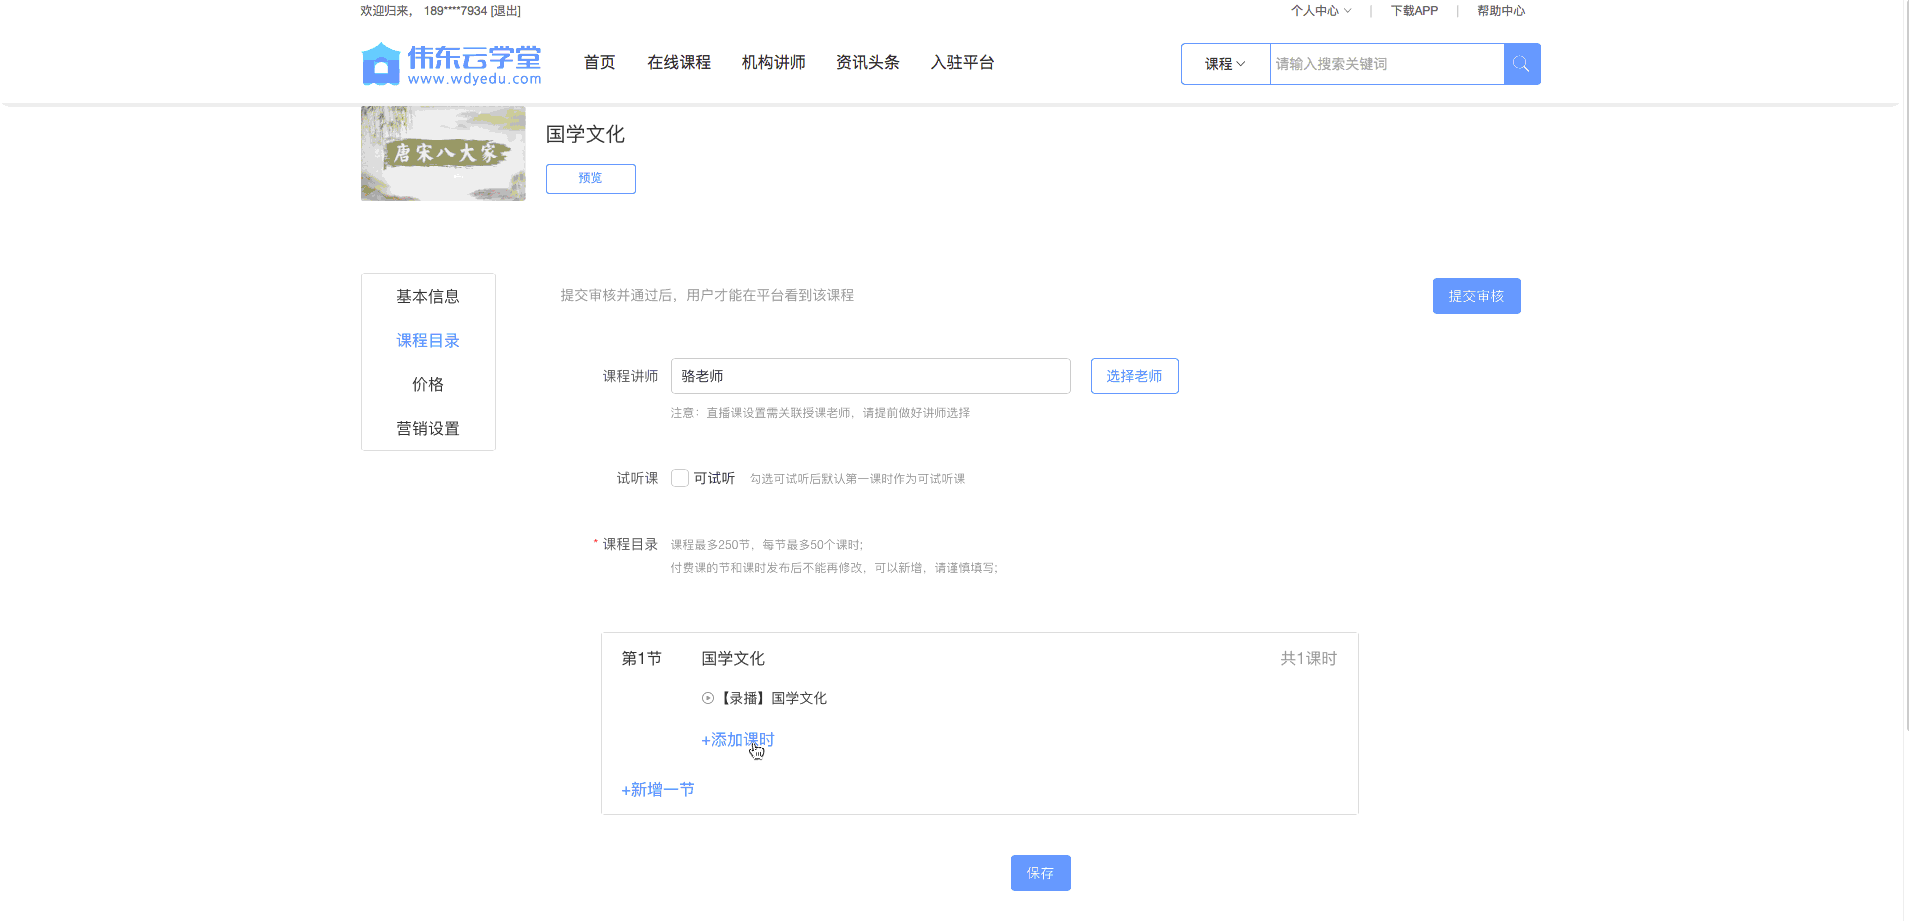 欢迎归来， 189****7934 [退出]
个人中心 | 下载APP | 帮助中心
伟东云学堂
www.wdyedu.com
首页 在线课程 机构讲师 资讯头条 入驻平台
课程 请输入搜索关键词
唐宋八大家
国学文化
预览
基本信息
课程目录
价格
营销设置
提交审核并通过后，用户才能在平台看到该课程
提交审核
课程讲师 骆老师 选择老师
注意：直播课设置需关联授课老师，请提前做好讲师选择
试听课 可试听 勾选可试听后默认第一课时作为可试听课
* 课程目录 课程最多250节，每节最多50个课时;
付费课的节和课时发布后不能再修改，可以新增，请谨慎填写;
第1节 国学文化 共1课时
【录播】国学文化
+添加课时
+新增一节
保存